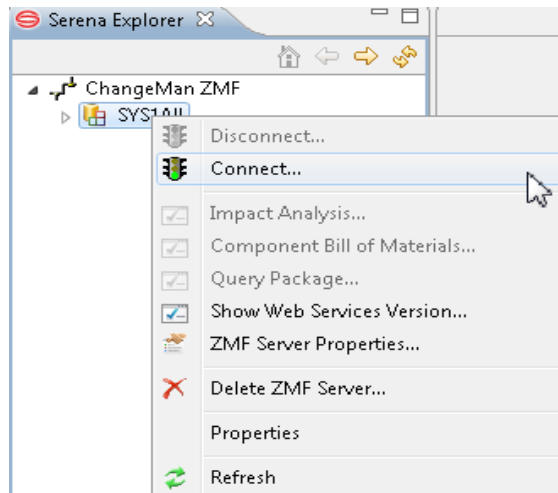 Serena Explorer
ChangeMan ZMF
SYS1All
Disconnect...
Connect...
Impact Analysis...
Component Bill of Materials...
Query Package...
Show Web Services Version...
ZMF Server Properties...
Delete ZMF Server...
Properties
Refresh